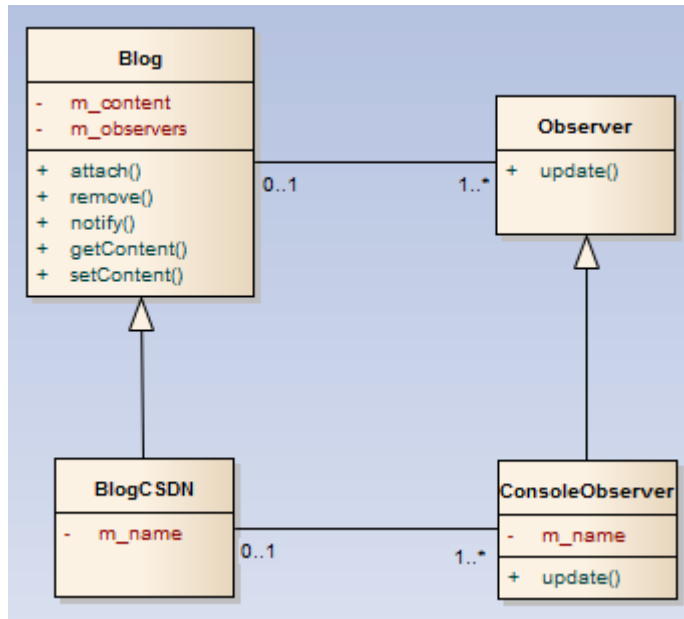 Blog
- m_content
- m_observers
+ attach()
+ remove()
+ notify()
+ getContent()
+ setContent()
Observer
+ update()
0..1
1..*
BlogCSDN
- m_name
ConsoleObserver
- m_name
+ update()
0..1
1..*